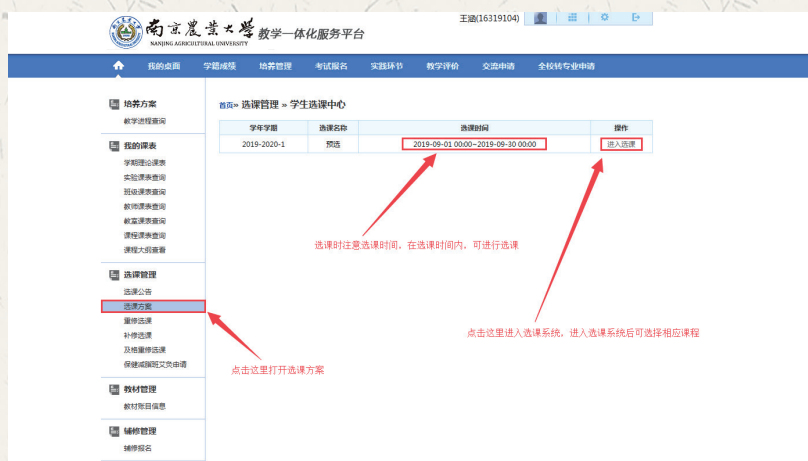 南京農業大學 教学一体化服务平台
NANJING AGRICULTURAL UNIVERSITY
王涵(16319104)
我的桌面 学籍成绩 培养管理 考试报名 实践环节 教学评价 交流申请 全校转专业申请
培养方案
教学进程查询
我的课表
学期理论课表
实验课表查询
班级课表查询
教师课表查询
教室课表查询
课程课表查询
课程大纲查看
选课管理
选课公告
选课方案
重修选课
补修选课
及格重修选课
保健减脂班艾灸申请
教材管理
教材账目信息
辅修管理
辅修报名
首页» 选课管理 » 学生选课中心
学年学期 选课名称 选课时间 操作
2019-2020-1 预选 2019-09-01 00:00~2019-09-30 00:00 进入选课
选课时注意选课时间，在选课时间内，可进行选课
点击这里进入选课系统，进入选课系统后可选择相应课程
点击这里打开选课方案